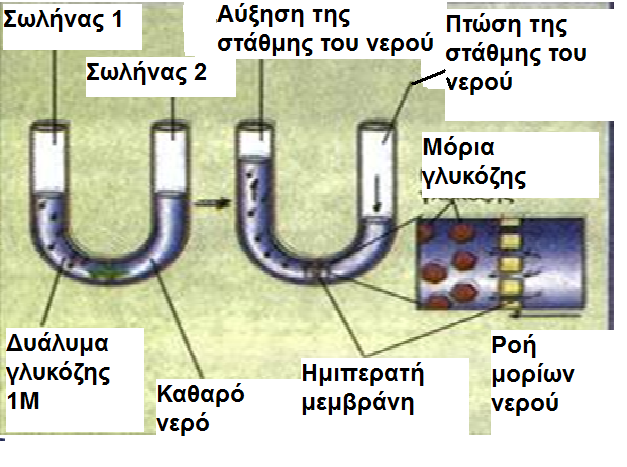 Σωλήνας 1
Σωλήνας 2
Αύξηση της
στάθμης του νερού
Πτώση της
στάθμης του
νερού
Μόρια
γλυκόζης
Δυάλυμα
γλυκόζης
1Μ
Καθαρό
νερό
Ημιπερατή
μεμβράνη
Ροή
μορίων
νερού